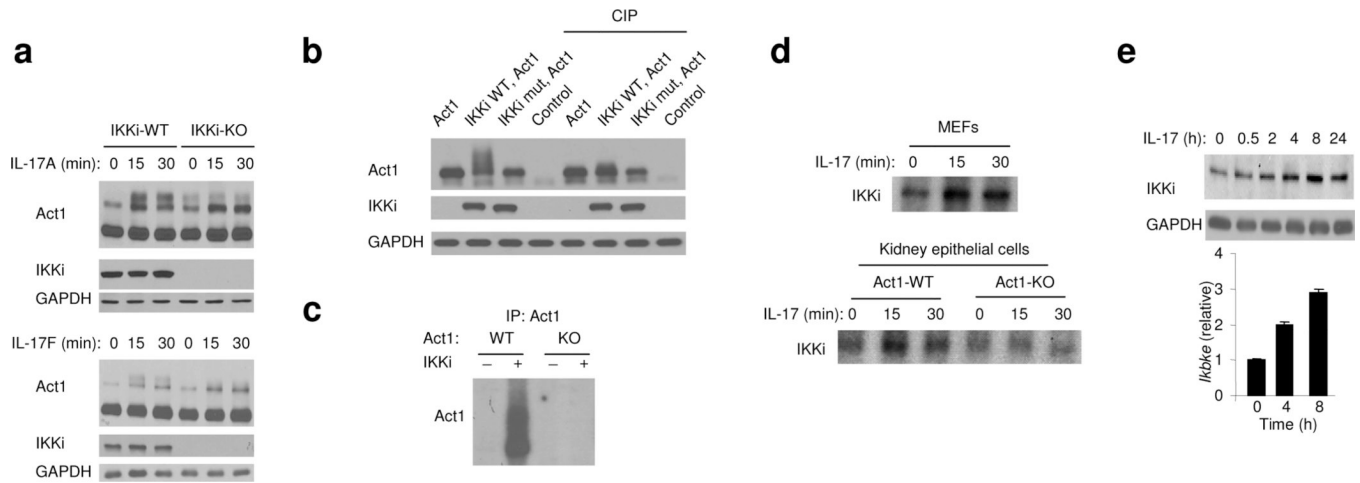 a
IKKi-WT IKKi-KO
IL-17A (min): 0 15 30 0 15 30
Act1
IKKi
GAPDH
IL-17F (min): 0 15 30 0 15 30
Act1
IKKi
GAPDH
b
CIP
Act1 IKKi WT, Act1 IKKi mut, Act1 Control Act1 IKKi WT, Act1 IKKi mut, Act1 Control
Act1
IKKi
GAPDH
c
IP: Act1
Act1: WT KO
IKKi – + – +
Act1
d
MEFs
IL-17 (min): 0 15 30
IKKi
Kidney epithelial cells
Act1-WT Act1-KO
IL-17 (min): 0 15 30 0 15 30
IKKi
e
IL-17 (h): 0 0.5 2 4 8 24
IKKi
GAPDH
Ikbke (relative)
4
3
2
1
0
0 4 8
Time (h)